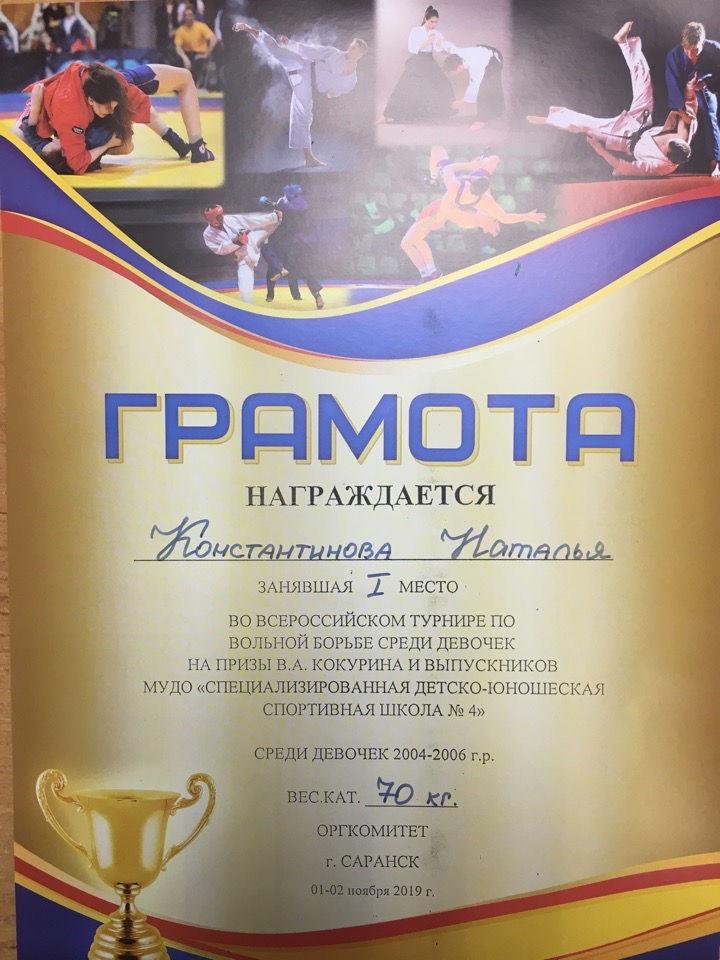 ГРАМОТА
НАГРАЖДАЕТСЯ
Константинова Наталья
ЗАНЯВШАЯ I МЕСТО
ВО ВСЕРОССИЙСКОМ ТУРНИРЕ ПО
ВОЛЬНОЙ БОРЬБЕ СРЕДИ ДЕВОЧЕК
НА ПРИЗЫ В.А. КОКУРИНА И ВЫПУСКНИКОВ
МУДО «СПЕЦИАЛИЗИРОВАННАЯ ДЕТСКО-ЮНОШЕСКАЯ
СПОРТИВНАЯ ШКОЛА № 4»
СРЕДИ ДЕВОЧЕК 2004-2006 г.р.
ВЕС.КАТ. 70 кг.
ОРГКОМИТЕТ
г. САРАНСК
01-02 ноября 2019 г.